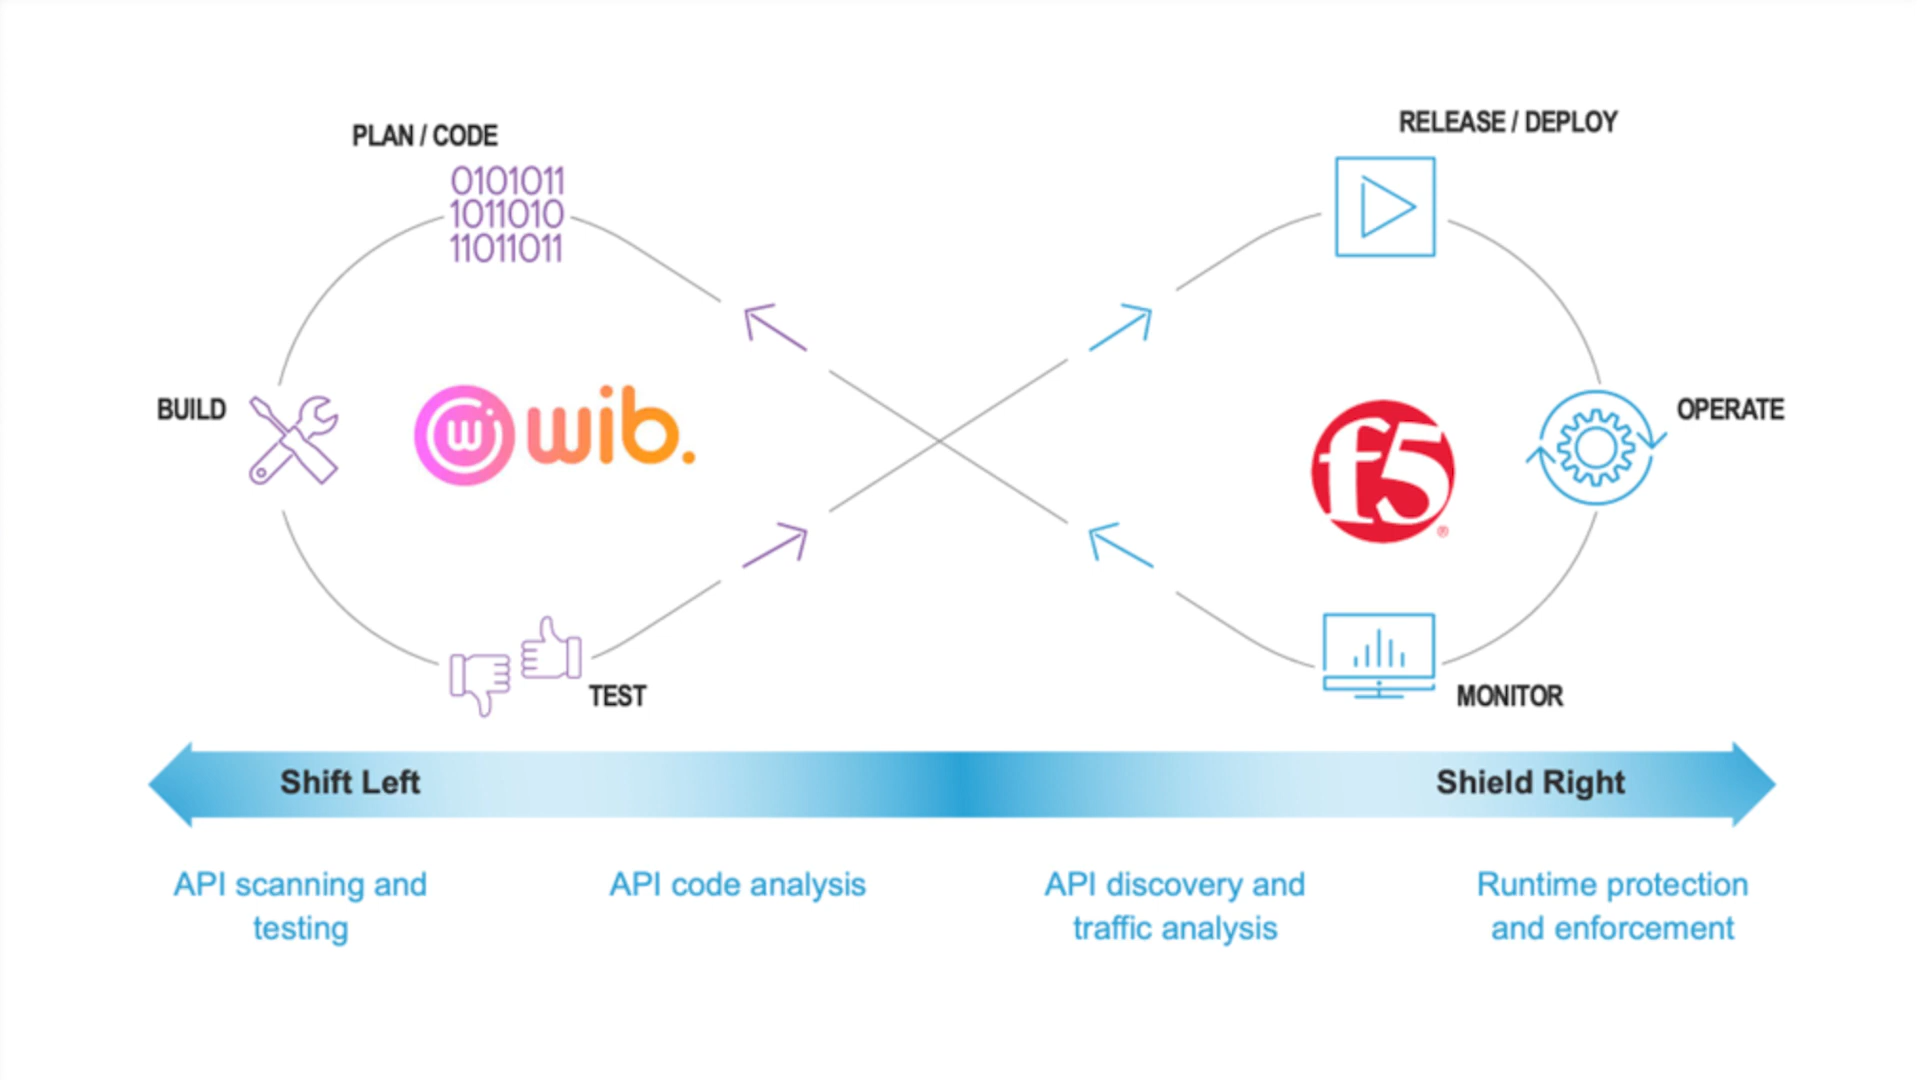 PLAN / CODE
0101011
1011010
11011011
RELEASE / DEPLOY
BUILD
w wib.
f5®
OPERATE
TEST
MONITOR
Shift Left
Shield Right
API scanning and
testing
API code analysis
API discovery and
traffic analysis
Runtime protection
and enforcement